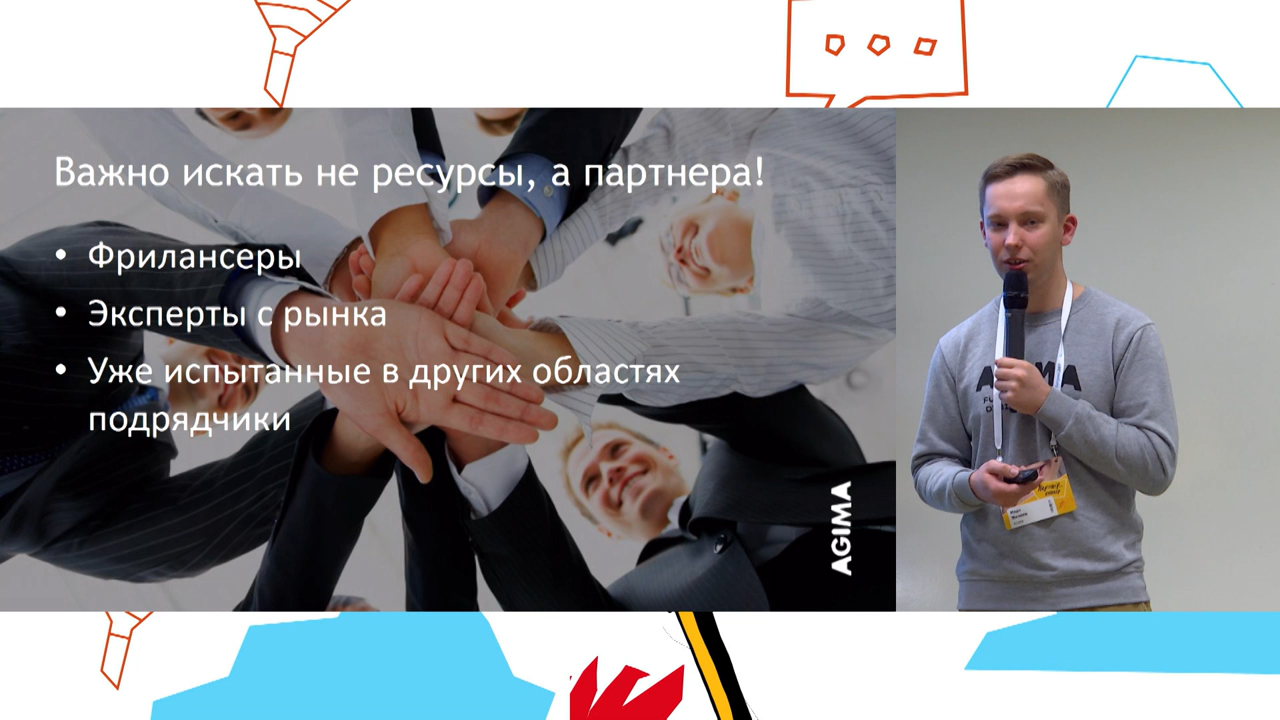 Важно искать не ресурсы, а партнера!
• Фрилансеры
• Эксперты с рынка
• Уже испытанные в других областях
подрядчики
AGIMA